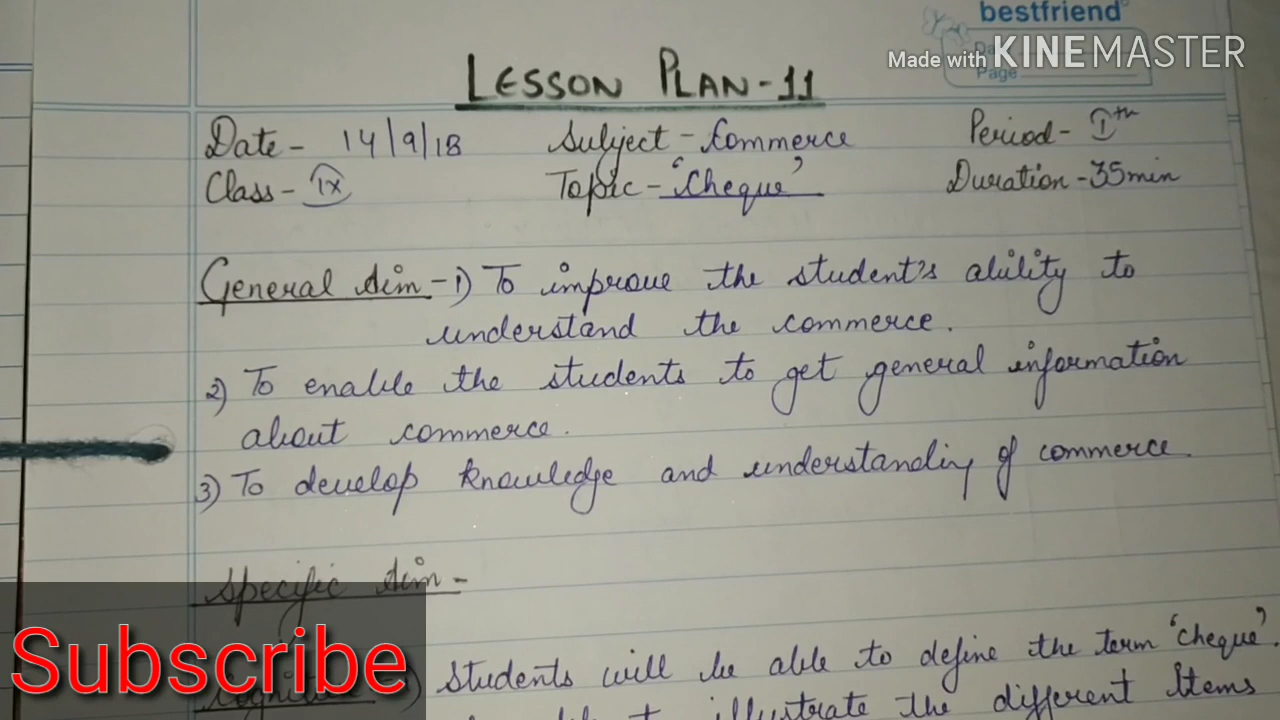 bestfriend
Made with KINEMASTER
Page
LESSON PLAN-11
Date- 14/9/18 Subject- Commerce Period- Ith
Class- IX Topic- 'Cheque' Duration-35min
General Aim-1) To improve the student's ability to
understand the commerce.
2) To enable the students to get general information
about commerce.
3) To develop knowledge and understanding of commerce.
Specific Aim-
Subscribe
Cognitive students will be able to define the term 'cheque'.
illustrate the different Items